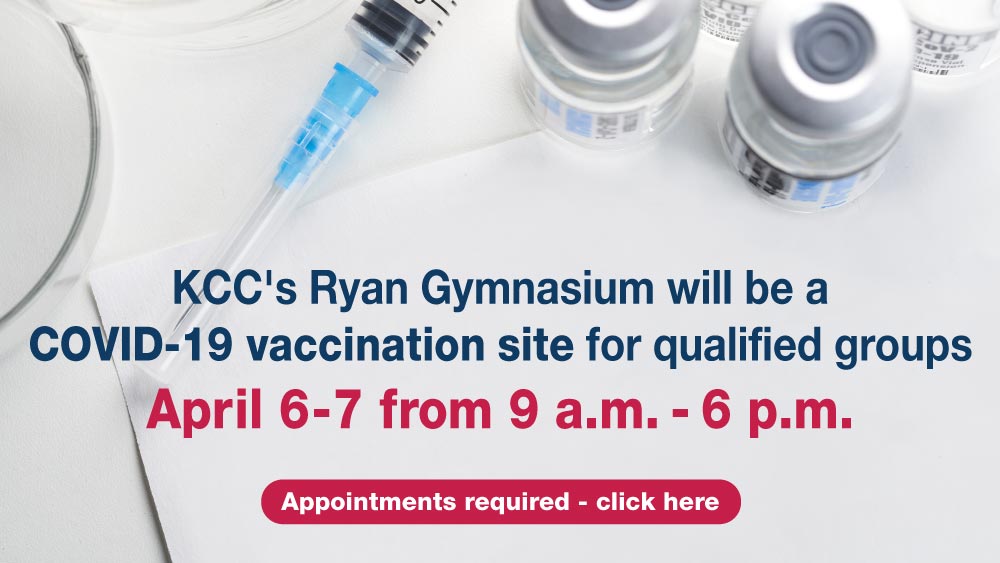 KCC's Ryan Gymnasium will be a
COVID-19 vaccination site for qualified groups
April 6-7 from 9 a.m. - 6 p.m.
Appointments required - click here